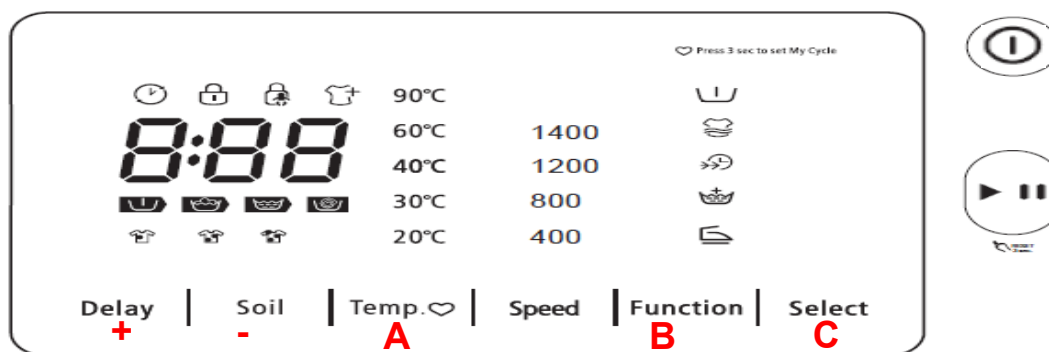 Press 3 sec to set My Cycle
90℃
8:88
60℃ 1400
40℃ 1200
30℃ 800
20℃ 400
Delay Soil Temp. Speed Function Select
+ - A B C
RESET